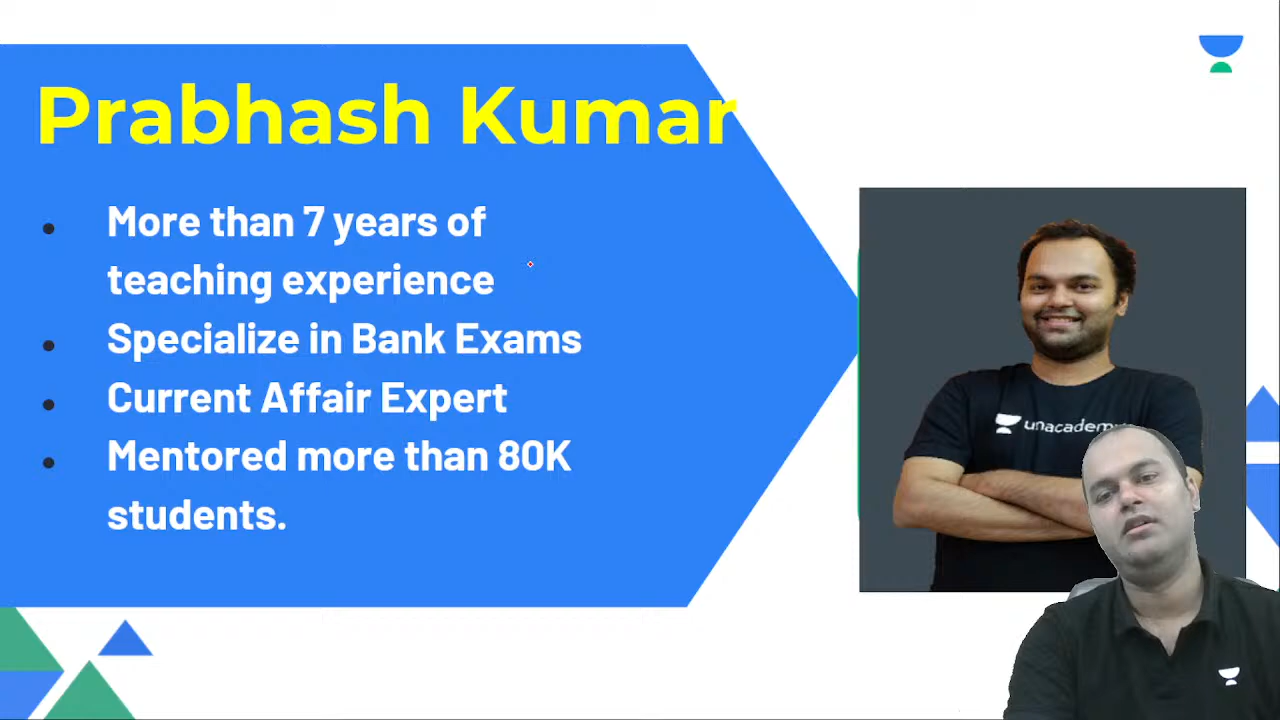 Prabhash Kumar
More than 7 years of
teaching experience
Specialize in Bank Exams
Current Affair Expert
Mentored more than 80K
students.